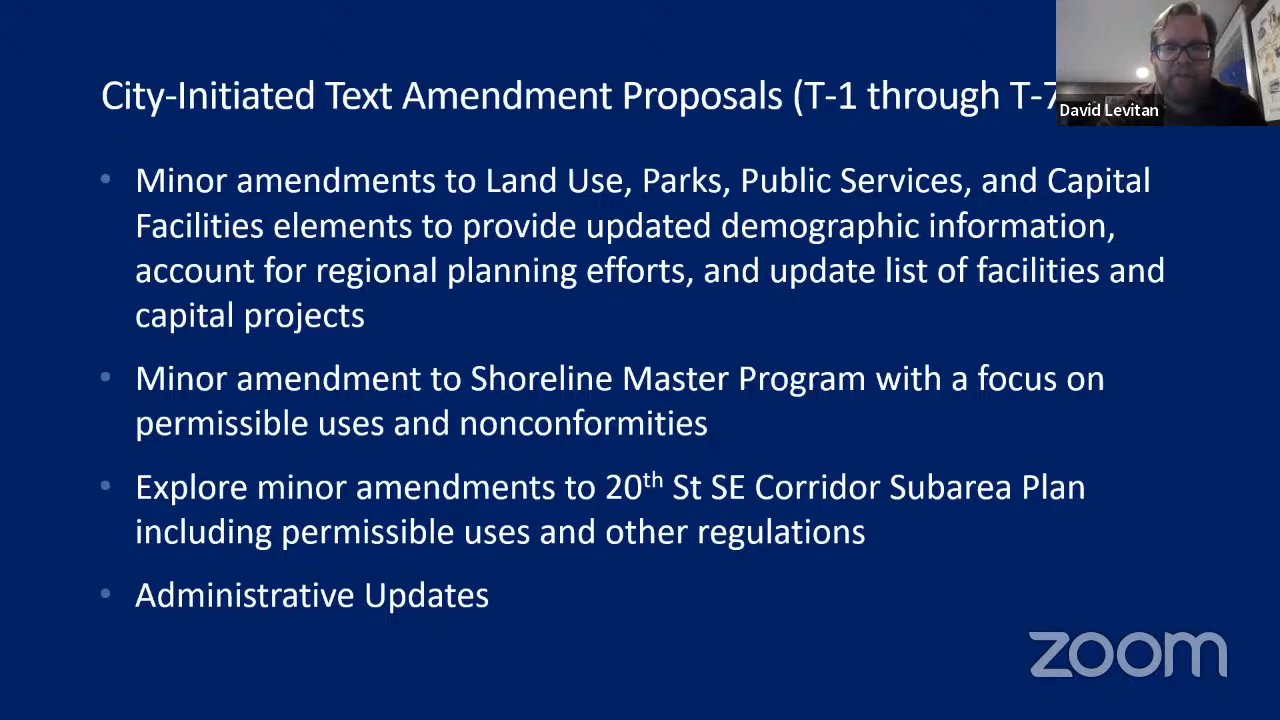 City-Initiated Text Amendment Proposals (T-1 through T-7
David Levitan
• Minor amendments to Land Use, Parks, Public Services, and Capital
Facilities elements to provide updated demographic information,
account for regional planning efforts, and update list of facilities and
capital projects
• Minor amendment to Shoreline Master Program with a focus on
permissible uses and nonconformities
• Explore minor amendments to 20th St SE Corridor Subarea Plan
including permissible uses and other regulations
• Administrative Updates
zoom